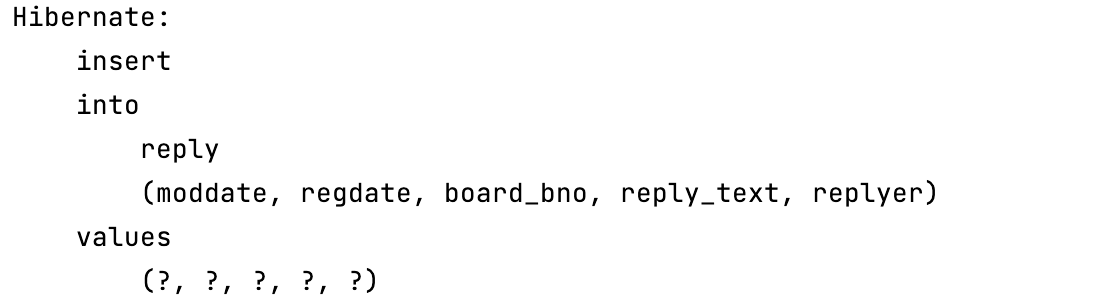 Hibernate:
insert
into
reply
(moddate, regdate, board_bno, reply_text, replyer)
values
(?, ?, ?, ?, ?)